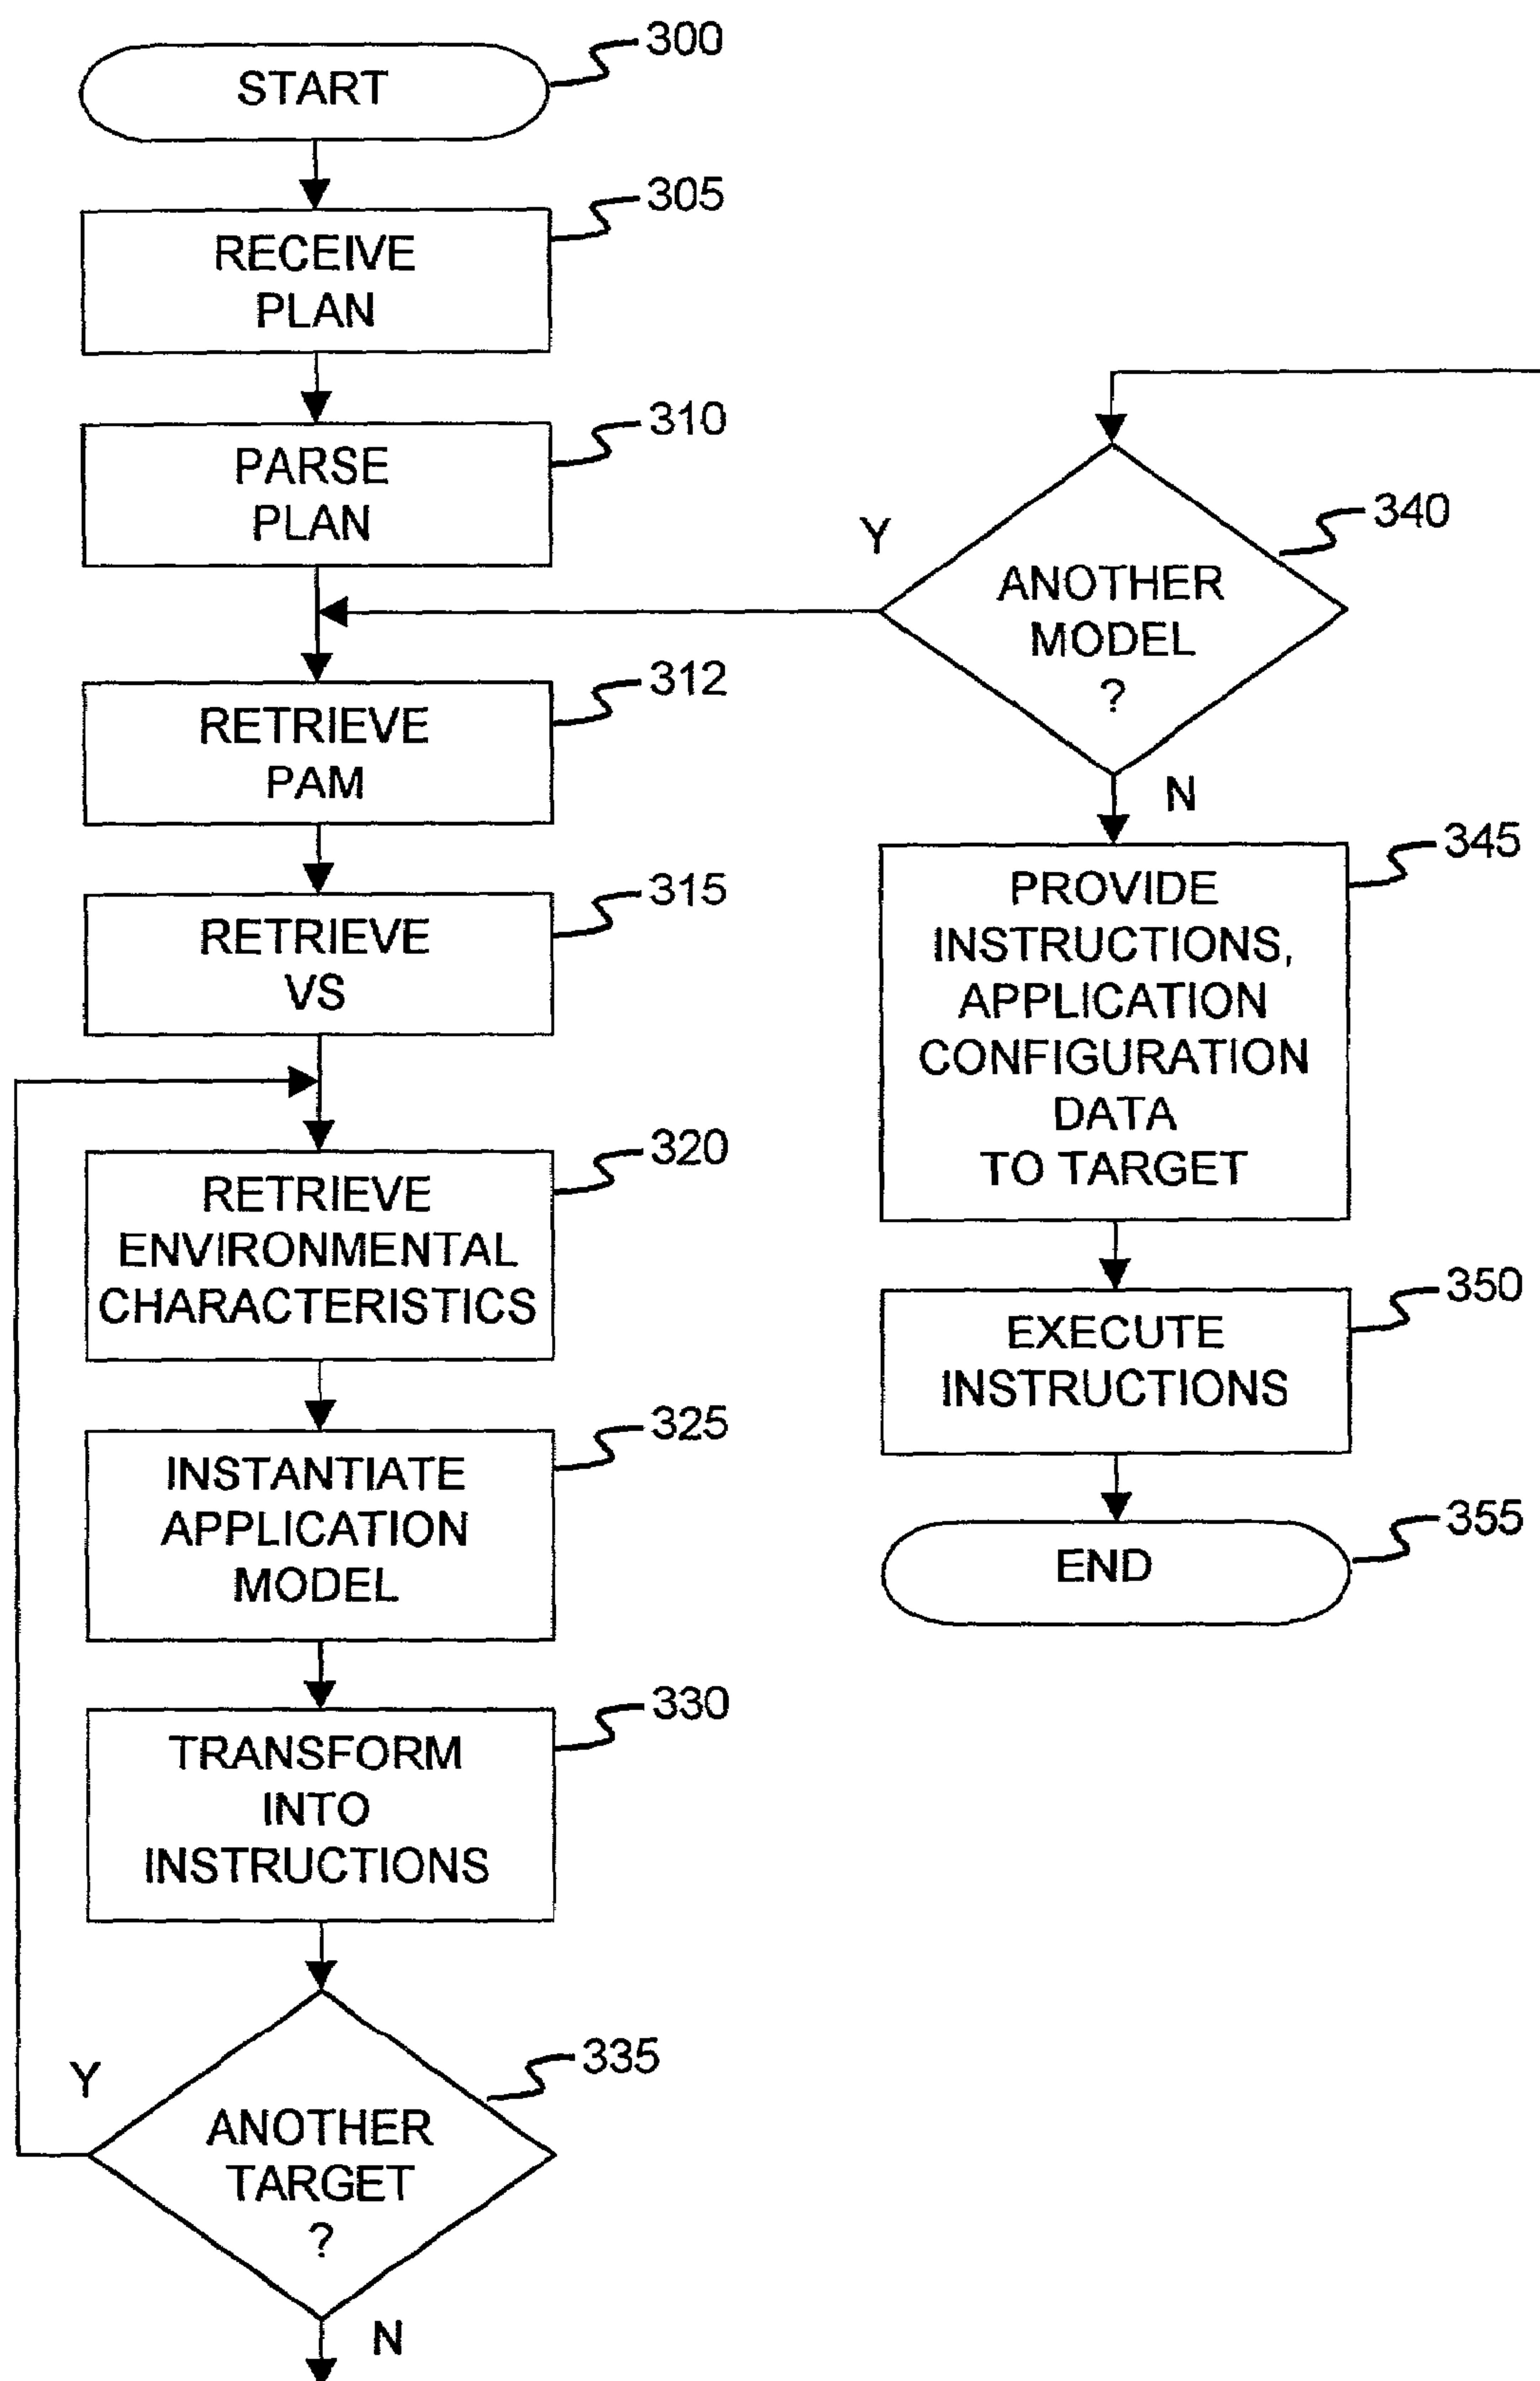 START
300
RECEIVE
PLAN
305
PARSE
PLAN
310
RETRIEVE
PAM
312
RETRIEVE
VS
315
RETRIEVE
ENVIRONMENTAL
CHARACTERISTICS
320
INSTANTIATE
APPLICATION
MODEL
325
TRANSFORM
INTO
INSTRUCTIONS
330
ANOTHER
TARGET
?
335
Y
N
ANOTHER
MODEL
?
340
Y
N
PROVIDE
INSTRUCTIONS,
APPLICATION
CONFIGURATION
DATA
TO TARGET
345
EXECUTE
INSTRUCTIONS
350
END
355